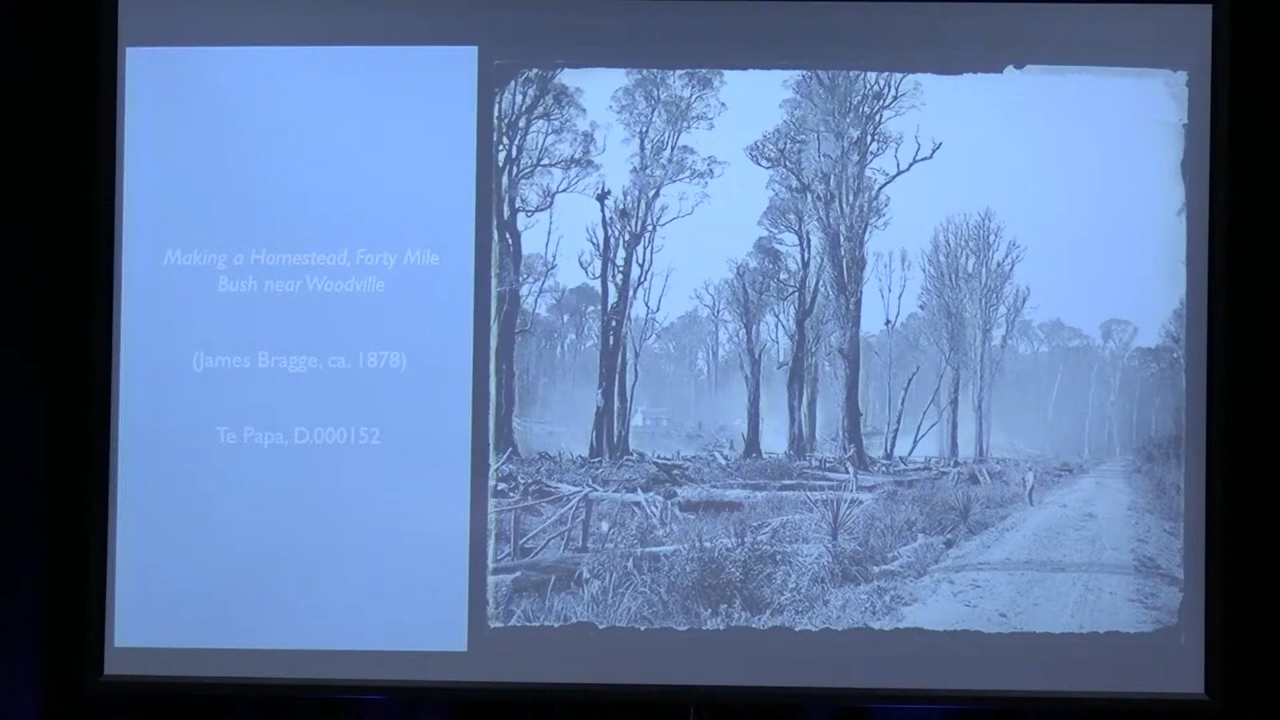 Making a Homestead, Forty Mile
Bush near Woodville
(James Bragge, ca. 1878)
Te Papa, D.000152